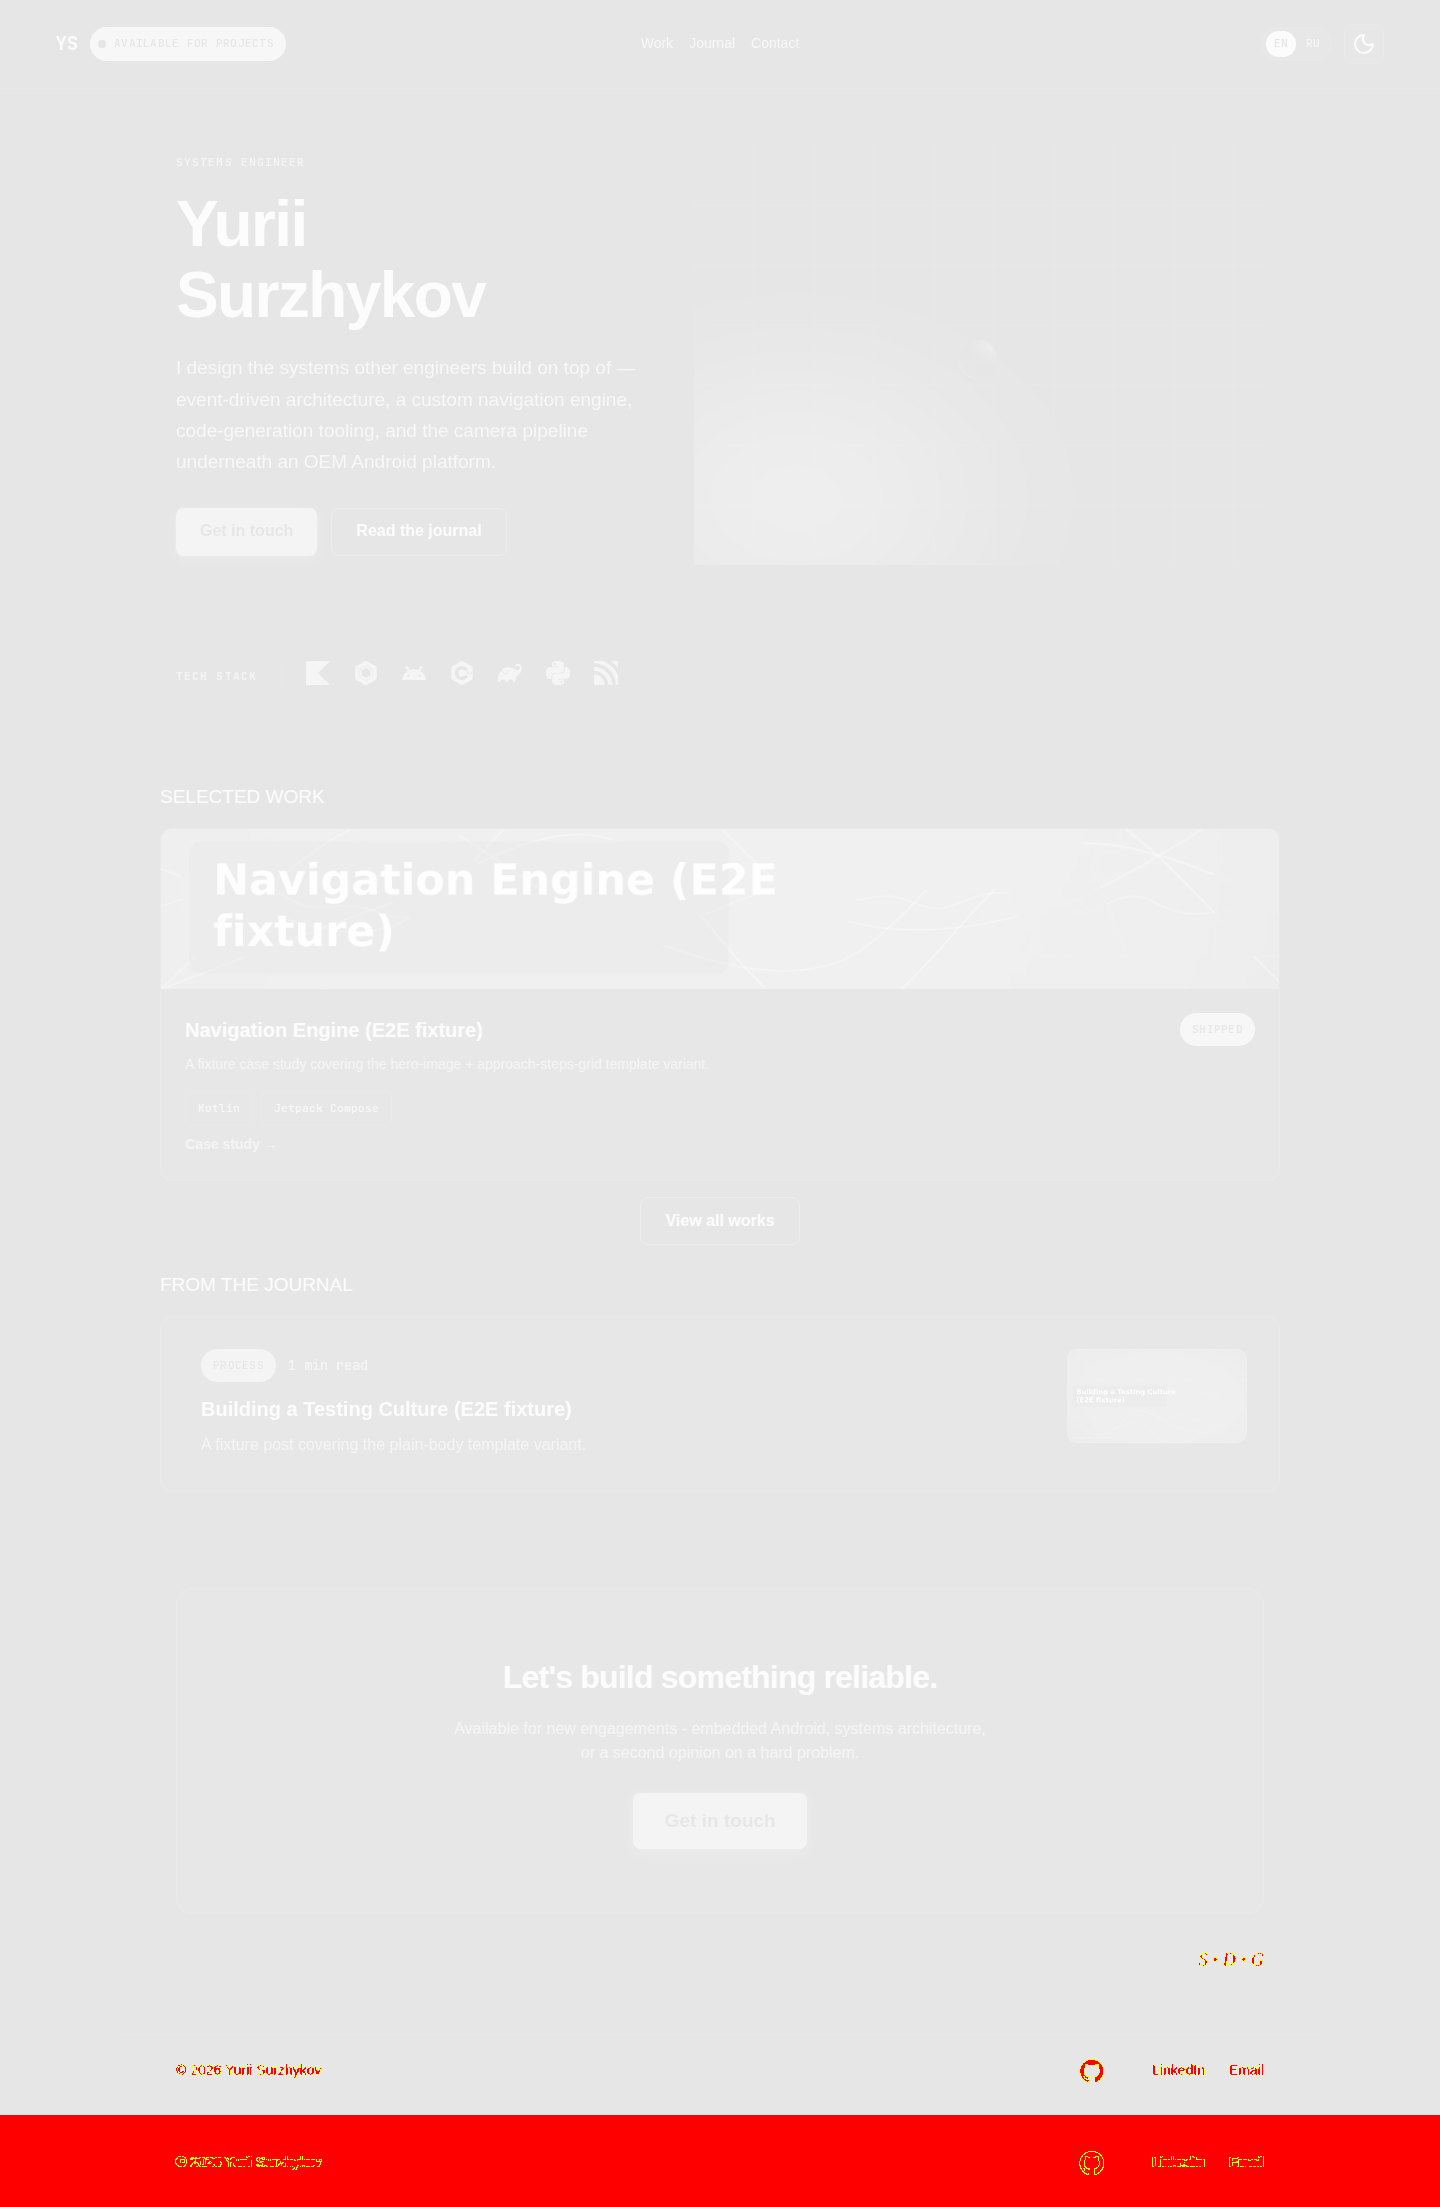 YS
AVAILABLE FOR PROJECTS
Work Journal Contact
EN RU
SYSTEMS ENGINEER
Yurii
Surzhykov
I design the systems other engineers build on top of —
event-driven architecture, a custom navigation engine,
code-generation tooling, and the camera pipeline
underneath an OEM Android platform.
Get in touch
Read the journal
TECH STACK
SELECTED WORK
Navigation Engine (E2E
fixture)
Navigation Engine (E2E fixture)
SHIPPED
A fixture case study covering the hero-image + approach-steps-grid template variant.
Kotlin Jetpack Compose
Case study →
View all works
FROM THE JOURNAL
PROCESS 1 min read
Building a Testing Culture
(E2E fixture)
Building a Testing Culture (E2E fixture)
A fixture post covering the plain-body template variant.
Let's build something reliable.
Available for new engagements - embedded Android, systems architecture,
or a second opinion on a hard problem.
Get in touch
S • D • G
© 2026 Yurii Surzhykov
LinkedIn Email